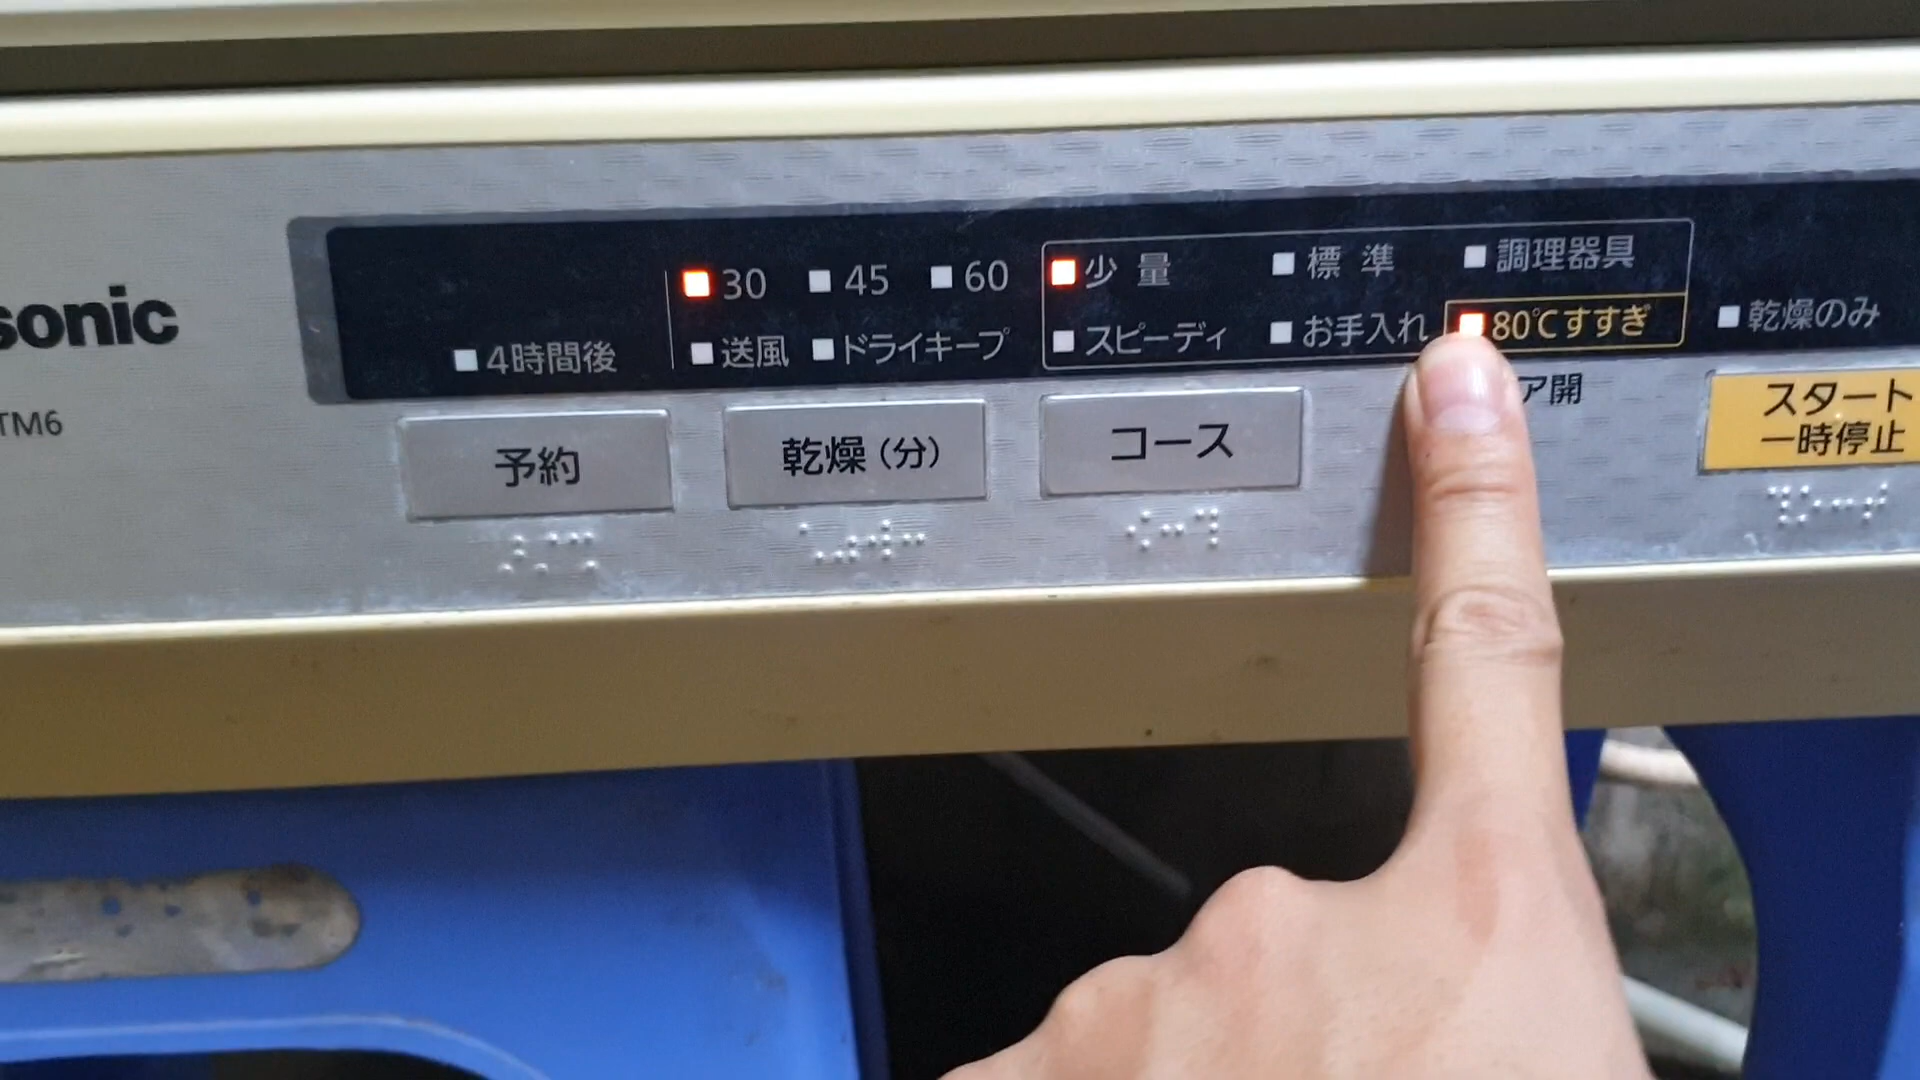 sonic
TM6
4時間後
30 45 60
送風 ドライキープ
少量 標準 調理器具
スピーディ お手入れ 80℃すすぎ
乾燥のみ
予約
乾燥（分）
コース
ア開
スタート
一時停止